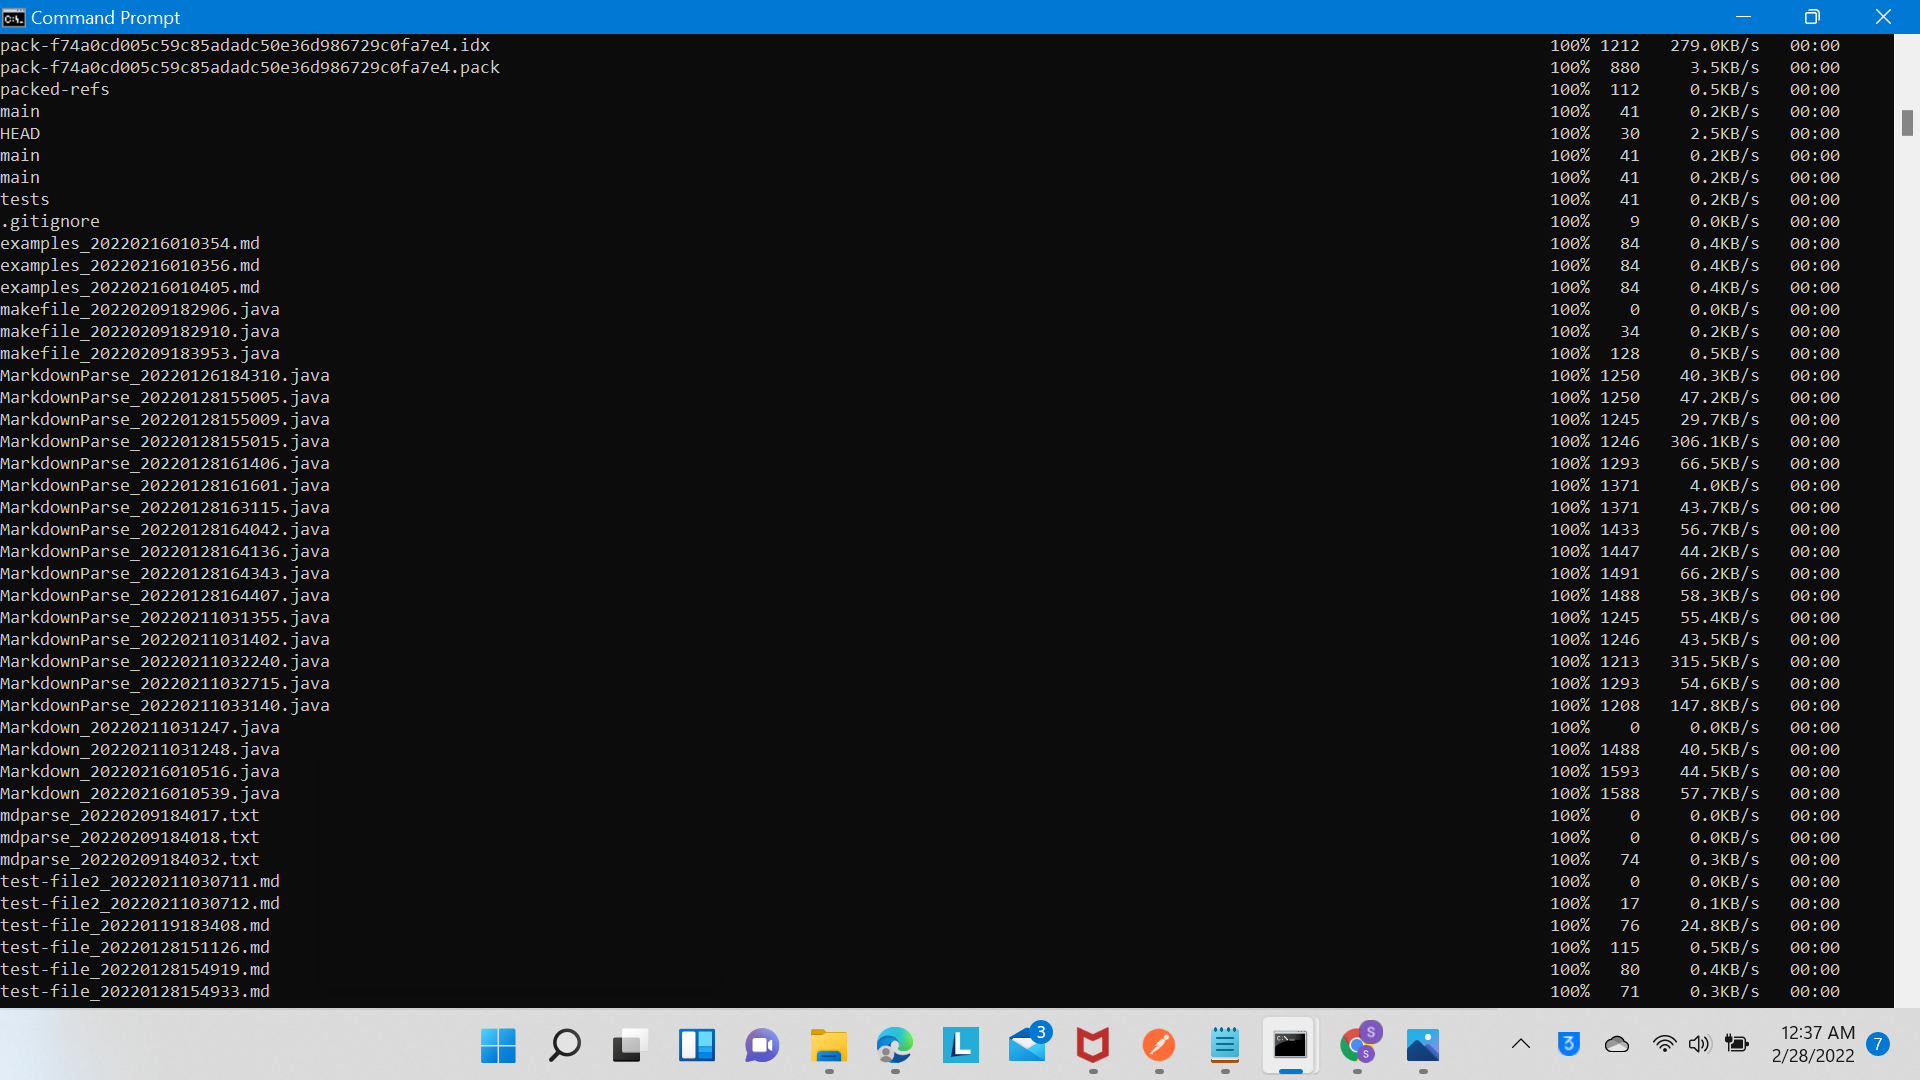 Command Prompt
pack-f74a0cd005c59c85adadc50e36d986729c0fa7e4.idx 100% 1212 279.0KB/s 00:00
pack-f74a0cd005c59c85adadc50e36d986729c0fa7e4.pack 100% 880 3.5KB/s 00:00
packed-refs 100% 112 0.5KB/s 00:00
main 100% 41 0.2KB/s 00:00
HEAD 100% 30 2.5KB/s 00:00
main 100% 41 0.2KB/s 00:00
main 100% 41 0.2KB/s 00:00
tests 100% 41 0.2KB/s 00:00
.gitignore 100% 9 0.0KB/s 00:00
examples_20220216010354.md 100% 84 0.4KB/s 00:00
examples_20220216010356.md 100% 84 0.4KB/s 00:00
examples_20220216010405.md 100% 84 0.4KB/s 00:00
makefile_20220209182906.java 100% 0 0.0KB/s 00:00
makefile_20220209182910.java 100% 34 0.2KB/s 00:00
makefile_20220209183953.java 100% 128 0.5KB/s 00:00
MarkdownParse_20220126184310.java 100% 1250 40.3KB/s 00:00
MarkdownParse_20220128155005.java 100% 1250 47.2KB/s 00:00
MarkdownParse_20220128155009.java 100% 1245 29.7KB/s 00:00
MarkdownParse_20220128155015.java 100% 1246 306.1KB/s 00:00
MarkdownParse_20220128161406.java 100% 1293 66.5KB/s 00:00
MarkdownParse_20220128161601.java 100% 1371 4.0KB/s 00:00
MarkdownParse_20220128163115.java 100% 1371 43.7KB/s 00:00
MarkdownParse_20220128164042.java 100% 1433 56.7KB/s 00:00
MarkdownParse_20220128164136.java 100% 1447 44.2KB/s 00:00
MarkdownParse_20220128164343.java 100% 1491 66.2KB/s 00:00
MarkdownParse_20220128164407.java 100% 1488 58.3KB/s 00:00
MarkdownParse_20220211031355.java 100% 1245 55.4KB/s 00:00
MarkdownParse_20220211031402.java 100% 1246 43.5KB/s 00:00
MarkdownParse_20220211032240.java 100% 1213 315.5KB/s 00:00
MarkdownParse_20220211032715.java 100% 1293 54.6KB/s 00:00
MarkdownParse_20220211033140.java 100% 1208 147.8KB/s 00:00
Markdown_20220211031247.java 100% 0 0.0KB/s 00:00
Markdown_20220211031248.java 100% 1488 40.5KB/s 00:00
Markdown_20220216010516.java 100% 1593 44.5KB/s 00:00
Markdown_20220216010539.java 100% 1588 57.7KB/s 00:00
mdparse_20220209184017.txt 100% 0 0.0KB/s 00:00
mdparse_20220209184018.txt 100% 0 0.0KB/s 00:00
mdparse_20220209184032.txt 100% 74 0.3KB/s 00:00
test-file2_20220211030711.md 100% 0 0.0KB/s 00:00
test-file2_20220211030712.md 100% 17 0.1KB/s 00:00
test-file_20220119183408.md 100% 76 24.8KB/s 00:00
test-file_20220128151126.md 100% 115 0.5KB/s 00:00
test-file_20220128154919.md 100% 80 0.4KB/s 00:00
test-file_20220128154933.md 100% 71 0.3KB/s 00:00
L 3 S S 3 12:37 AM 7
2/28/2022